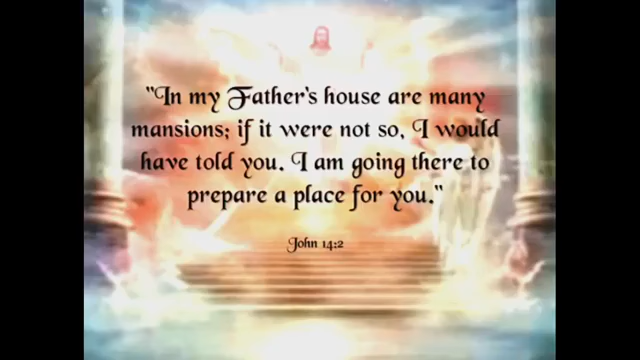 "In my Father's house are many
mansions; if it were not so, I would
have told you. I am going there to
prepare a place for you."
John 14:2